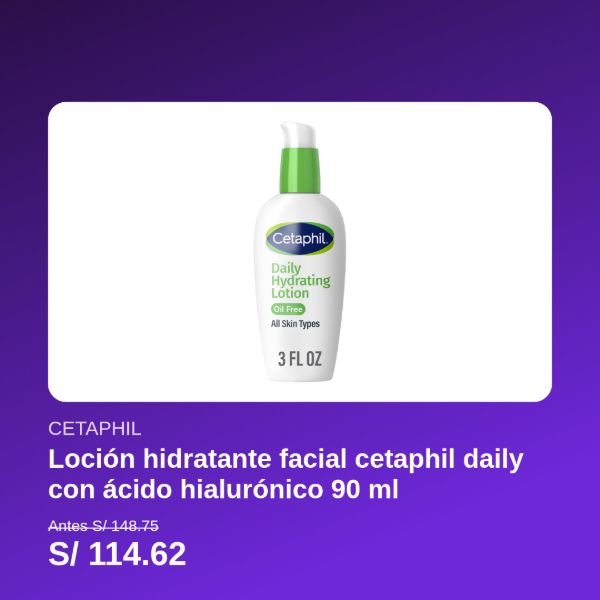 Cetaphil
Daily
Hydrating
Lotion
Oil Free
All Skin Types
3 FL OZ
CETAPHIL
Loción hidratante facial cetaphil daily
con ácido hialurónico 90 ml
Antes S/ 148.75
S/ 114.62